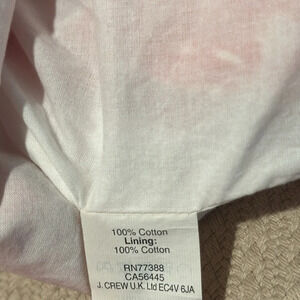 100% Cotton
Lining:
100% Cotton
RN77388
CA56445
J. CREW U.K. Ltd EC4V 6JA